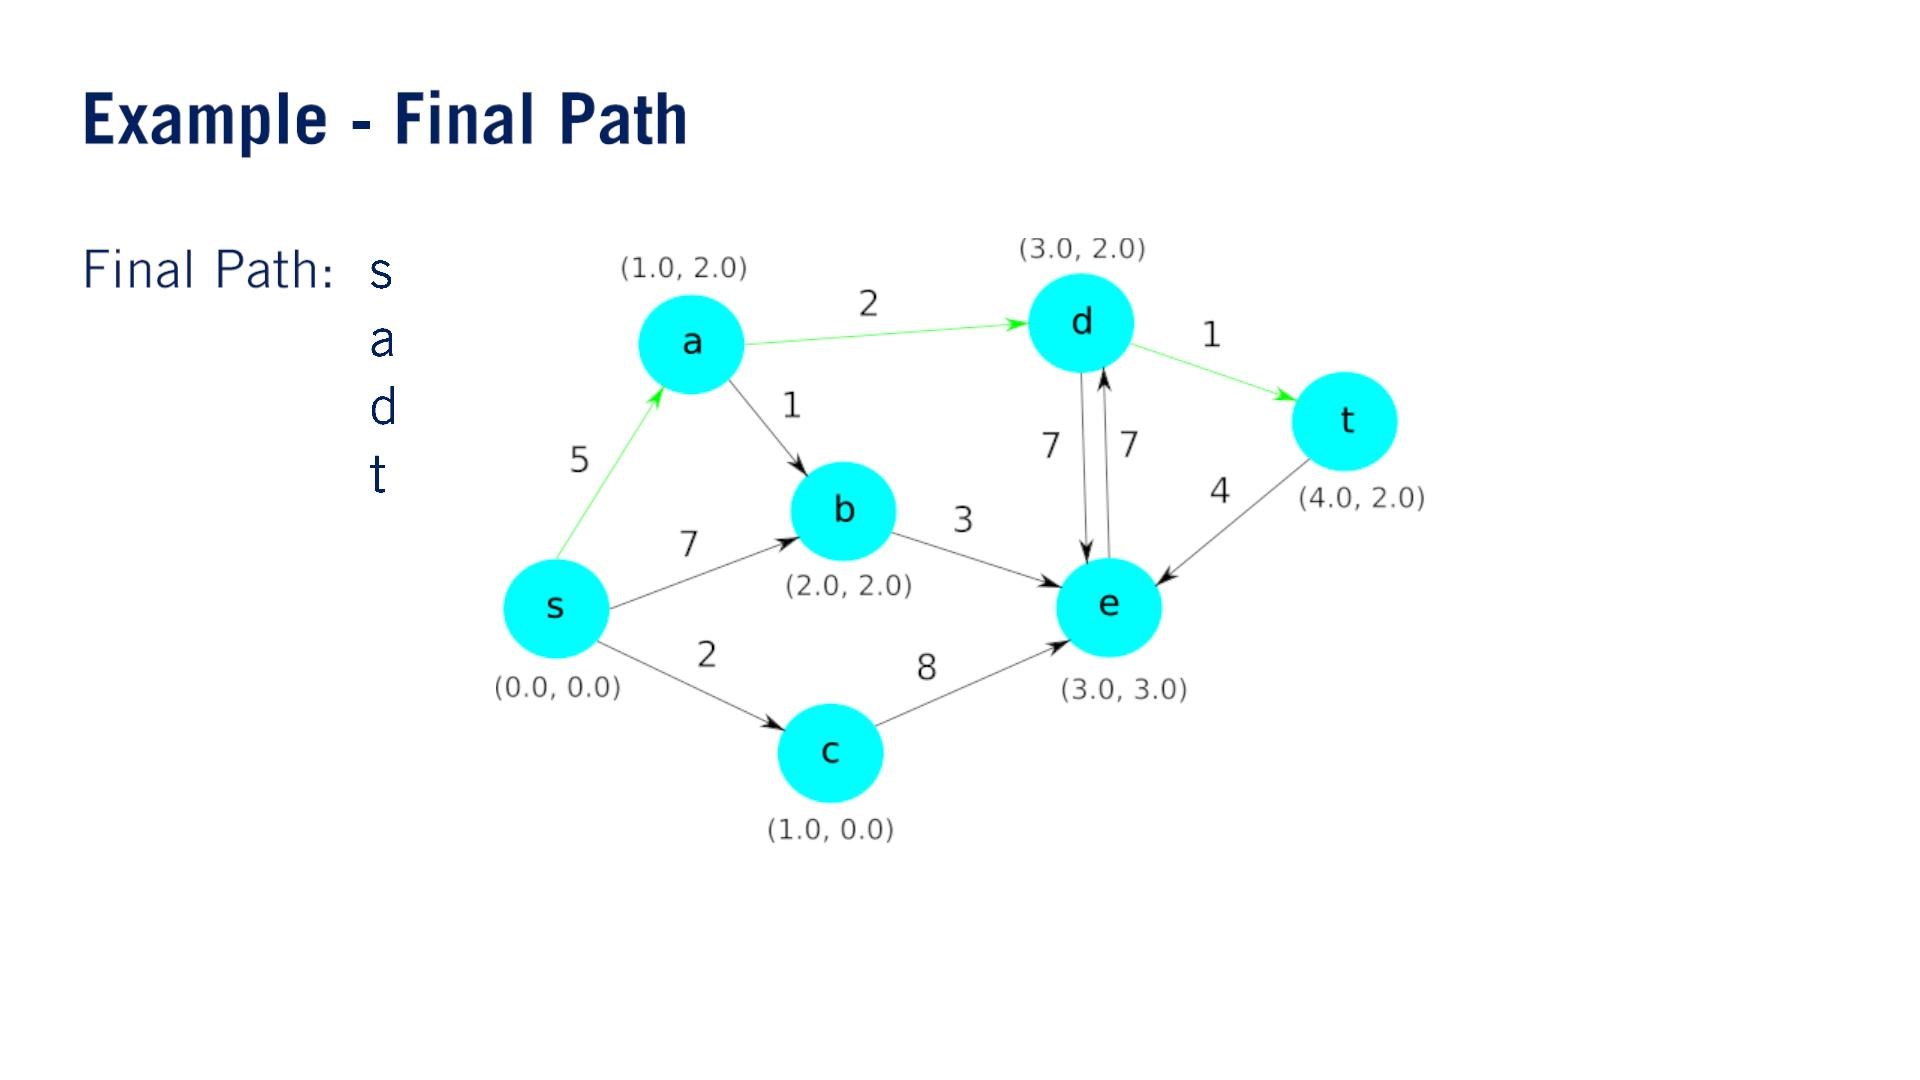 Example - Final Path
Final Path: s
a
d
t
(1.0, 2.0)
(3.0, 2.0)
a
2
d
1
t
(4.0, 2.0)
5
1
7
7
4
b
(2.0, 2.0)
3
7
s
(0.0, 0.0)
e
(3.0, 3.0)
2
8
c
(1.0, 0.0)